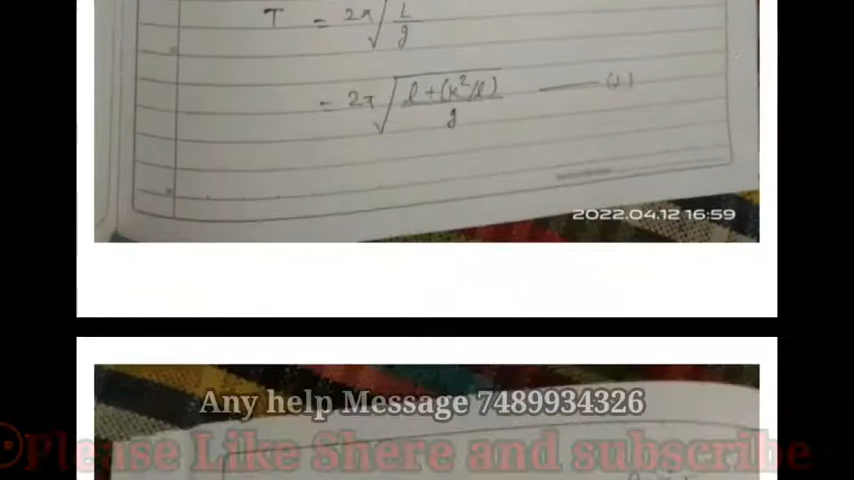 T = 2π √(L/g)
= 2π √((l + (k²/l))/g) —— (1)
2022.04.12 16:59
Any help Message 7489934326
Please Like Shere and subscribe